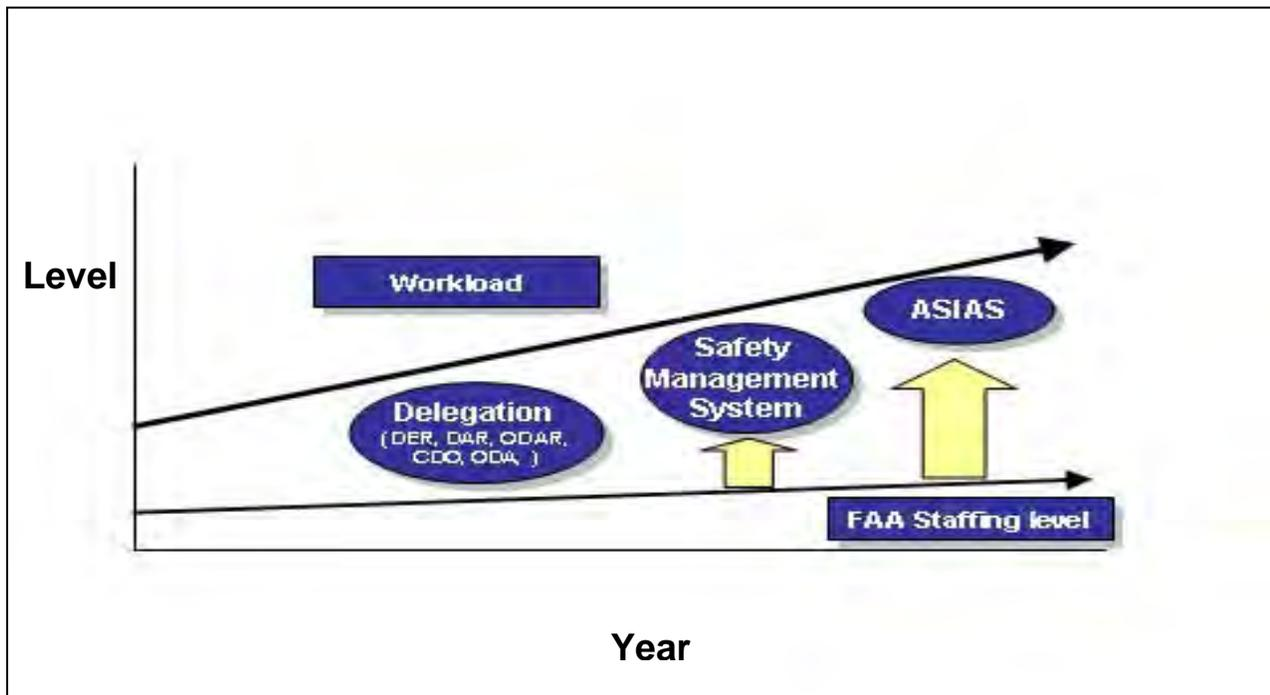 Level
Workload
ASIAS
Safety
Management
System
Delegation
( DER, DAR, ODAR,
CDO, ODA, )
FAA Staffing level
Year